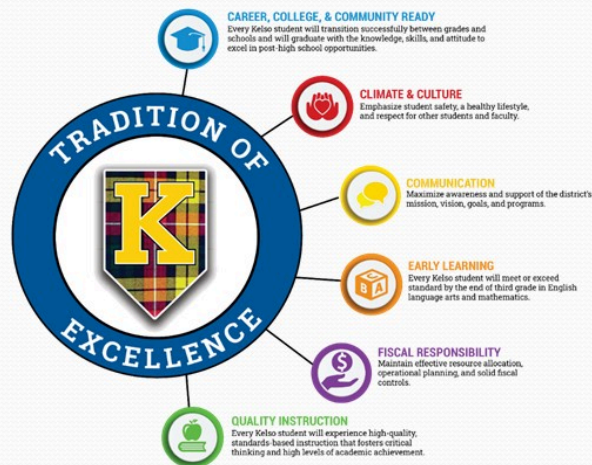 CAREER, COLLEGE, & COMMUNITY READY
Every Kelso student will transition successfully between grades and
schools and will graduate with the knowledge, skills, and attitude to
excel in post-high school opportunities.
CLIMATE & CULTURE
Emphasize student safety, a healthy lifestyle,
and respect for other students and faculty.
TRADITION OF
K
EXCELLENCE
COMMUNICATION
Maximize awareness and support of the district's
mission, vision, goals, and programs.
B A
EARLY LEARNING
Every Kelso student will meet or exceed
standard by the end of third grade in English
language arts and mathematics.
$
FISCAL RESPONSIBILITY
Maintain effective resource allocation,
operational planning, and solid fiscal
controls.
QUALITY INSTRUCTION
Every Kelso student will experience high-quality,
standards-based instruction that fosters critical
thinking and high levels of academic achievement.